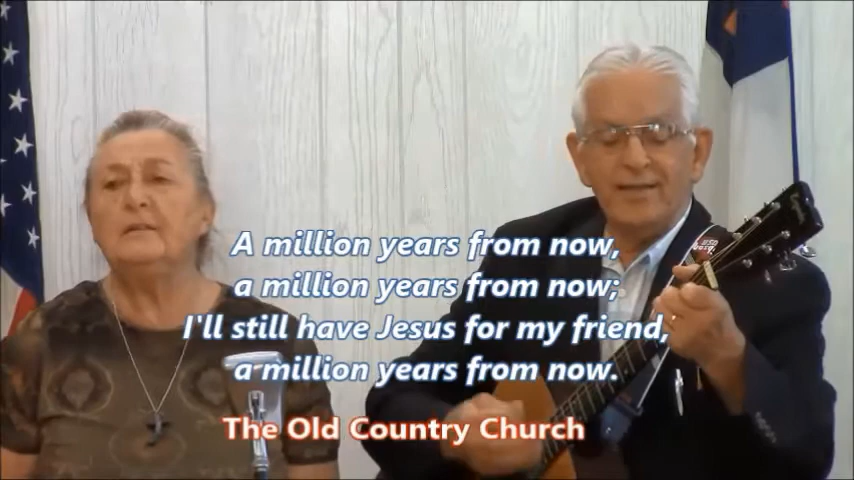 A million years from now,
a million years from now;
I'll still have Jesus for my friend,
a million years from now.
The Old Country Church